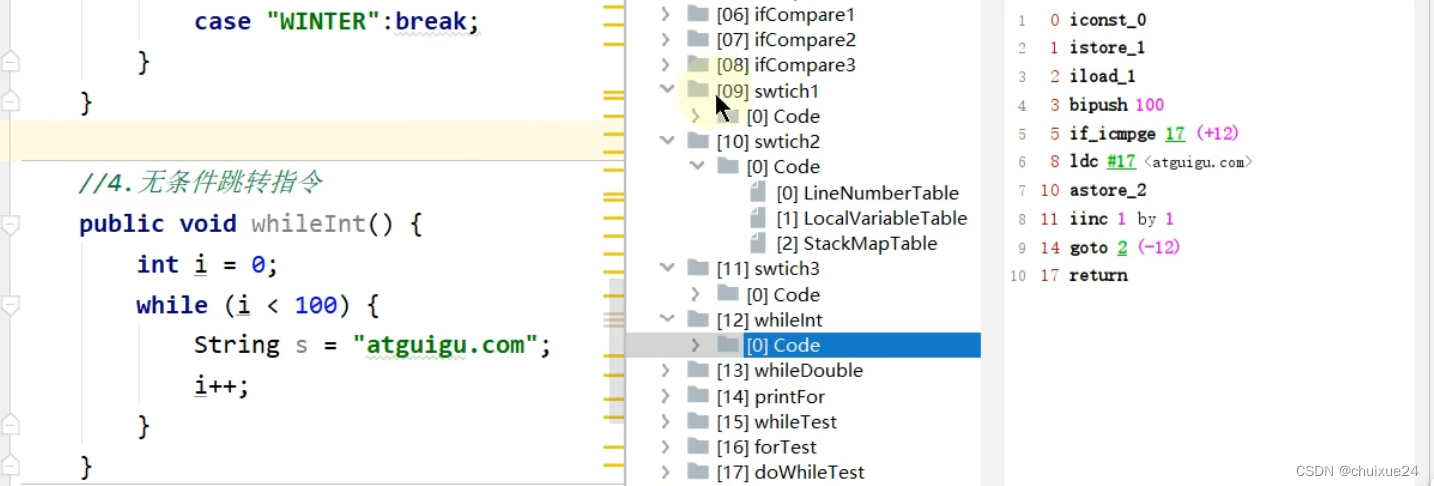 case "WINTER":break;
}
}
//4.无条件跳转指令
public void whileInt() {
int i = 0;
while (i < 100) {
String s = "atguigu.com";
i++;
}
}
[06] ifCompare1
[07] ifCompare2
[08] ifCompare3
[09] swtich1
[0] Code
[10] swtich2
[0] Code
[0] LineNumberTable
[1] LocalVariableTable
[2] StackMapTable
[11] swtich3
[0] Code
[12] whileInt
[0] Code
[13] whileDouble
[14] printFor
[15] whileTest
[16] forTest
[17] doWhileTest
1 0 iconst_0
2 1 istore_1
3 2 iload_1
4 3 bipush 100
5 5 if_icmpge 17 (+12)
6 8 ldc #17 <atguigu.com>
7 10 astore_2
8 11 iinc 1 by 1
9 14 goto 2 (-12)
10 17 return
CSDN @chuixue24